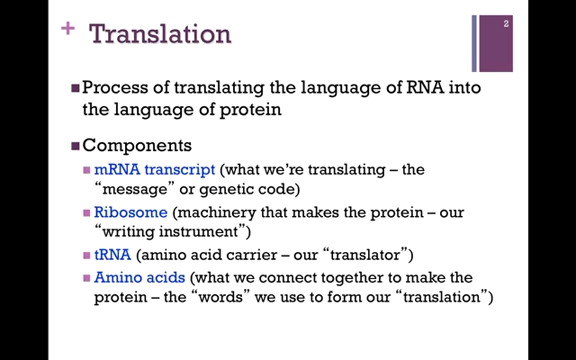 + Translation
2
Process of translating the language of RNA into
the language of protein
Components
mRNA transcript (what we're translating – the
"message" or genetic code)
Ribosome (machinery that makes the protein – our
"writing instrument")
tRNA (amino acid carrier – our "translator")
Amino acids (what we connect together to make the
protein – the "words" we use to form our "translation")